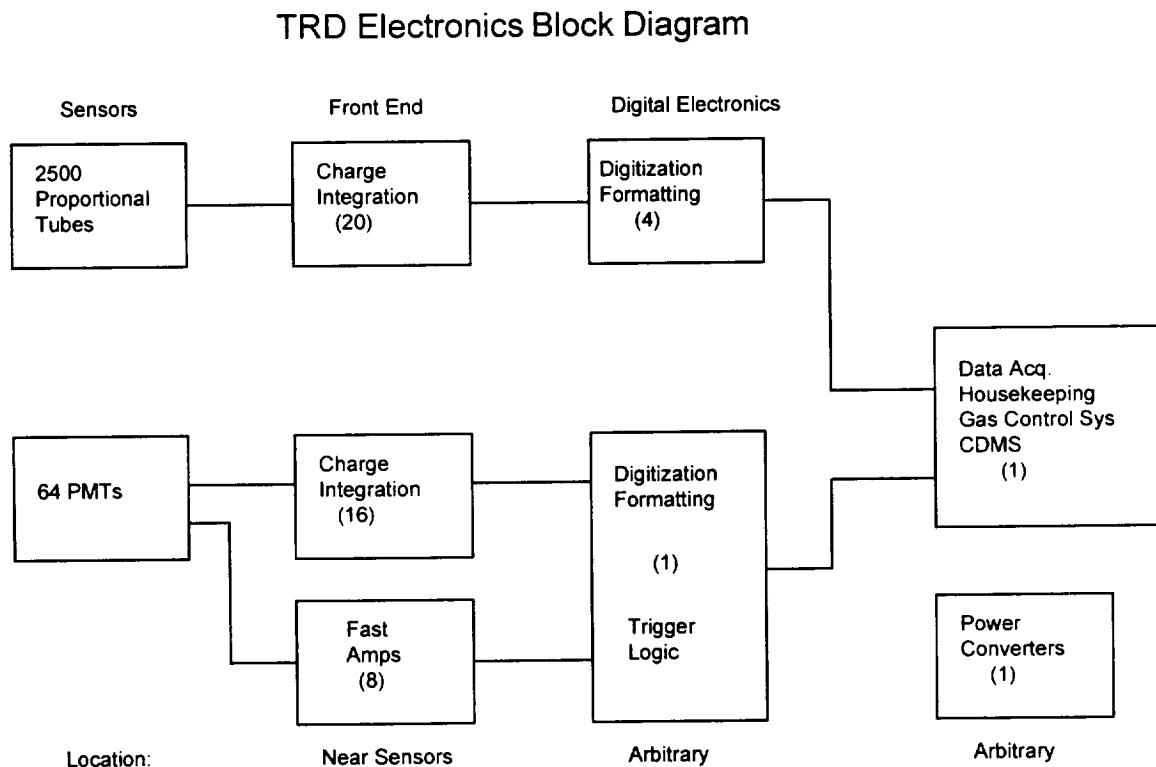 TRD Electronics Block Diagram
Sensors
Front End
Digital Electronics
2500
Proportional
Tubes
Charge
Integration
(20)
Digitization
Formatting
(4)
Data Acq.
Housekeeping
Gas Control Sys
CDMS
(1)
64 PMTs
Charge
Integration
(16)
Digitization
Formatting
(1)
Trigger
Logic
Fast
Amps
(8)
Power
Converters
(1)
Location:
Near Sensors
Arbitrary
Arbitrary